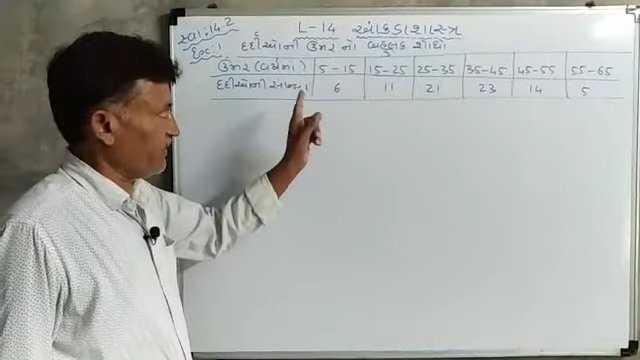 સ્વા: 14.2 L-14 આંકડાશાસ્ત્ર
દા: 1 દર્દીઓની ઉંમર નો બહુલક શોધો
ઉંમર (વર્ષમાં) 5-15 15-25 25-35 35-45 45-55 55-65
દર્દીઓની સંખ્યા 6 11 21 23 14 5